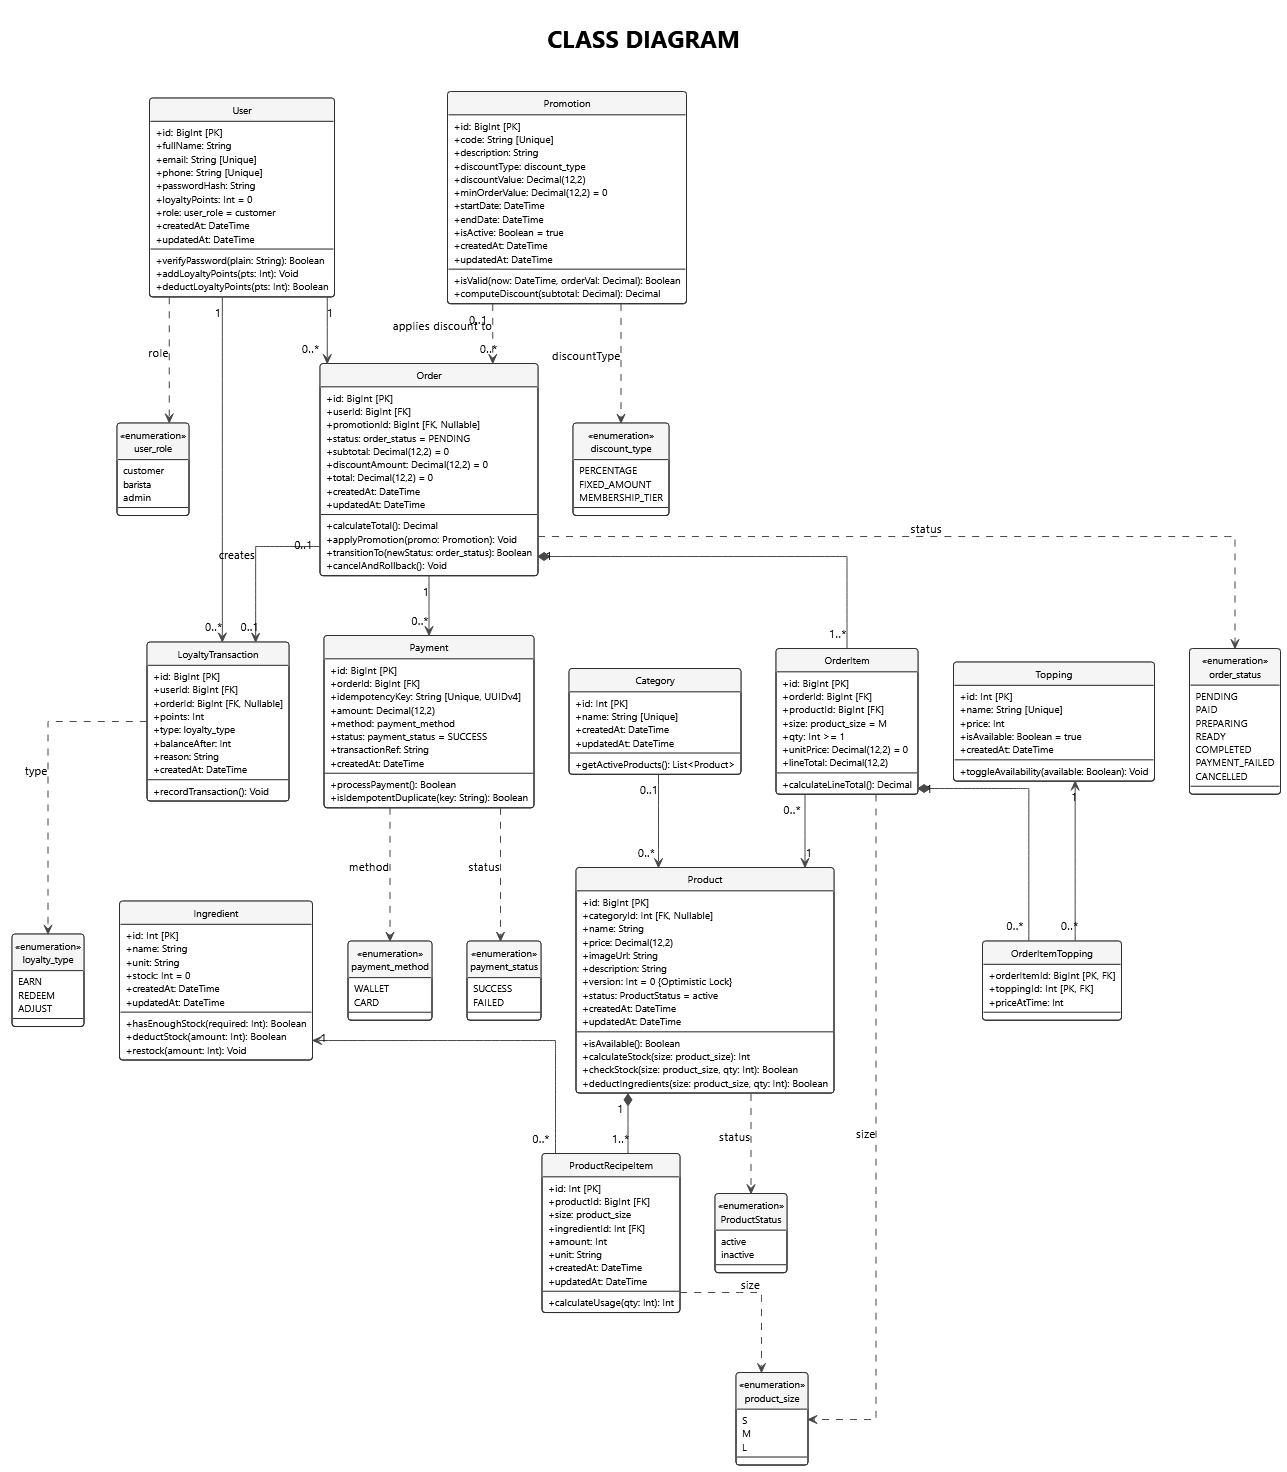 CLASS DIAGRAM
User
+id: BigInt [PK]
+fullName: String
+email: String [Unique]
+phone: String [Unique]
+passwordHash: String
+loyaltyPoints: Int = 0
+role: user_role = customer
+createdAt: DateTime
+updatedAt: DateTime
+verifyPassword(plain: String): Boolean
+addLoyaltyPoints(pts: Int): Void
+deductLoyaltyPoints(pts: Int): Boolean
Promotion
+id: BigInt [PK]
+code: String [Unique]
+description: String
+discountType: discount_type
+discountValue: Decimal(12,2)
+minOrderValue: Decimal(12,2) = 0
+startDate: DateTime
+endDate: DateTime
+isActive: Boolean = true
+createdAt: DateTime
+updatedAt: DateTime
+isValid(now: DateTime, orderVal: Decimal): Boolean
+computeDiscount(subtotal: Decimal): Decimal
1
1
0..1
applies discount to
role
0..*
0..*
discountType
Order
+id: BigInt [PK]
+userId: BigInt [FK]
+promotionId: BigInt [FK, Nullable]
+status: order_status = PENDING
+subtotal: Decimal(12,2) = 0
+discountAmount: Decimal(12,2) = 0
+total: Decimal(12,2) = 0
+createdAt: DateTime
+updatedAt: DateTime
+calculateTotal(): Decimal
+applyPromotion(promo: Promotion): Void
+transitionTo(newStatus: order_status): Boolean
+cancelAndRollback(): Void
«enumeration»
user_role
customer
barista
admin
«enumeration»
discount_type
PERCENTAGE
FIXED_AMOUNT
MEMBERSHIP_TIER
status
0..1
creates
1
1
0..*
0..*
0..1
1..*
LoyaltyTransaction
+id: BigInt [PK]
+userId: BigInt [FK]
+orderId: BigInt [FK, Nullable]
+points: Int
+type: loyalty_type
+balanceAfter: Int
+reason: String
+createdAt: DateTime
+recordTransaction(): Void
Payment
+id: BigInt [PK]
+orderId: BigInt [FK]
+idempotencyKey: String [Unique, UUIDv4]
+amount: Decimal(12,2)
+method: payment_method
+status: payment_status = SUCCESS
+transactionRef: String
+createdAt: DateTime
+processPayment(): Boolean
+isIdempotentDuplicate(key: String): Boolean
Category
+id: Int [PK]
+name: String [Unique]
+createdAt: DateTime
+updatedAt: DateTime
+getActiveProducts(): List<Product>
OrderItem
+id: BigInt [PK]
+orderId: BigInt [FK]
+productId: BigInt [FK]
+size: product_size = M
+qty: Int >= 1
+unitPrice: Decimal(12,2) = 0
+lineTotal: Decimal(12,2)
+calculateLineTotal(): Decimal
Topping
+id: Int [PK]
+name: String [Unique]
+price: Int
+isAvailable: Boolean = true
+createdAt: DateTime
+toggleAvailability(available: Boolean): Void
«enumeration»
order_status
PENDING
PAID
PREPARING
READY
COMPLETED
PAYMENT_FAILED
CANCELLED
type
0..1
0..*
1
1
method
status
0..*
1
0..*
0..*
Product
+id: BigInt [PK]
+categoryId: Int [FK, Nullable]
+name: String
+price: Decimal(12,2)
+imageUrl: String
+description: String
+version: Int = 0 {Optimistic Lock}
+status: ProductStatus = active
+createdAt: DateTime
+updatedAt: DateTime
+isAvailable(): Boolean
+calculateStock(size: product_size): Int
+checkStock(size: product_size, qty: Int): Boolean
+deductIngredients(size: product_size, qty: Int): Boolean
Ingredient
+id: Int [PK]
+name: String
+unit: String
+stock: Int = 0
+createdAt: DateTime
+updatedAt: DateTime
+hasEnoughStock(required: Int): Boolean
+deductStock(amount: Int): Boolean
+restock(amount: Int): Void
«enumeration»
loyalty_type
EARN
REDEEM
ADJUST
«enumeration»
payment_method
WALLET
CARD
«enumeration»
payment_status
SUCCESS
FAILED
OrderItemTopping
+orderItemId: BigInt [PK, FK]
+toppingId: Int [PK, FK]
+priceAtTime: Int
1
1
0..*
1..*
status
size
ProductRecipeItem
+id: Int [PK]
+productId: BigInt [FK]
+size: product_size
+ingredientId: Int [FK]
+amount: Int
+unit: String
+createdAt: DateTime
+updatedAt: DateTime
+calculateUsage(qty: Int): Int
«enumeration»
ProductStatus
active
inactive
size
«enumeration»
product_size
S
M
L